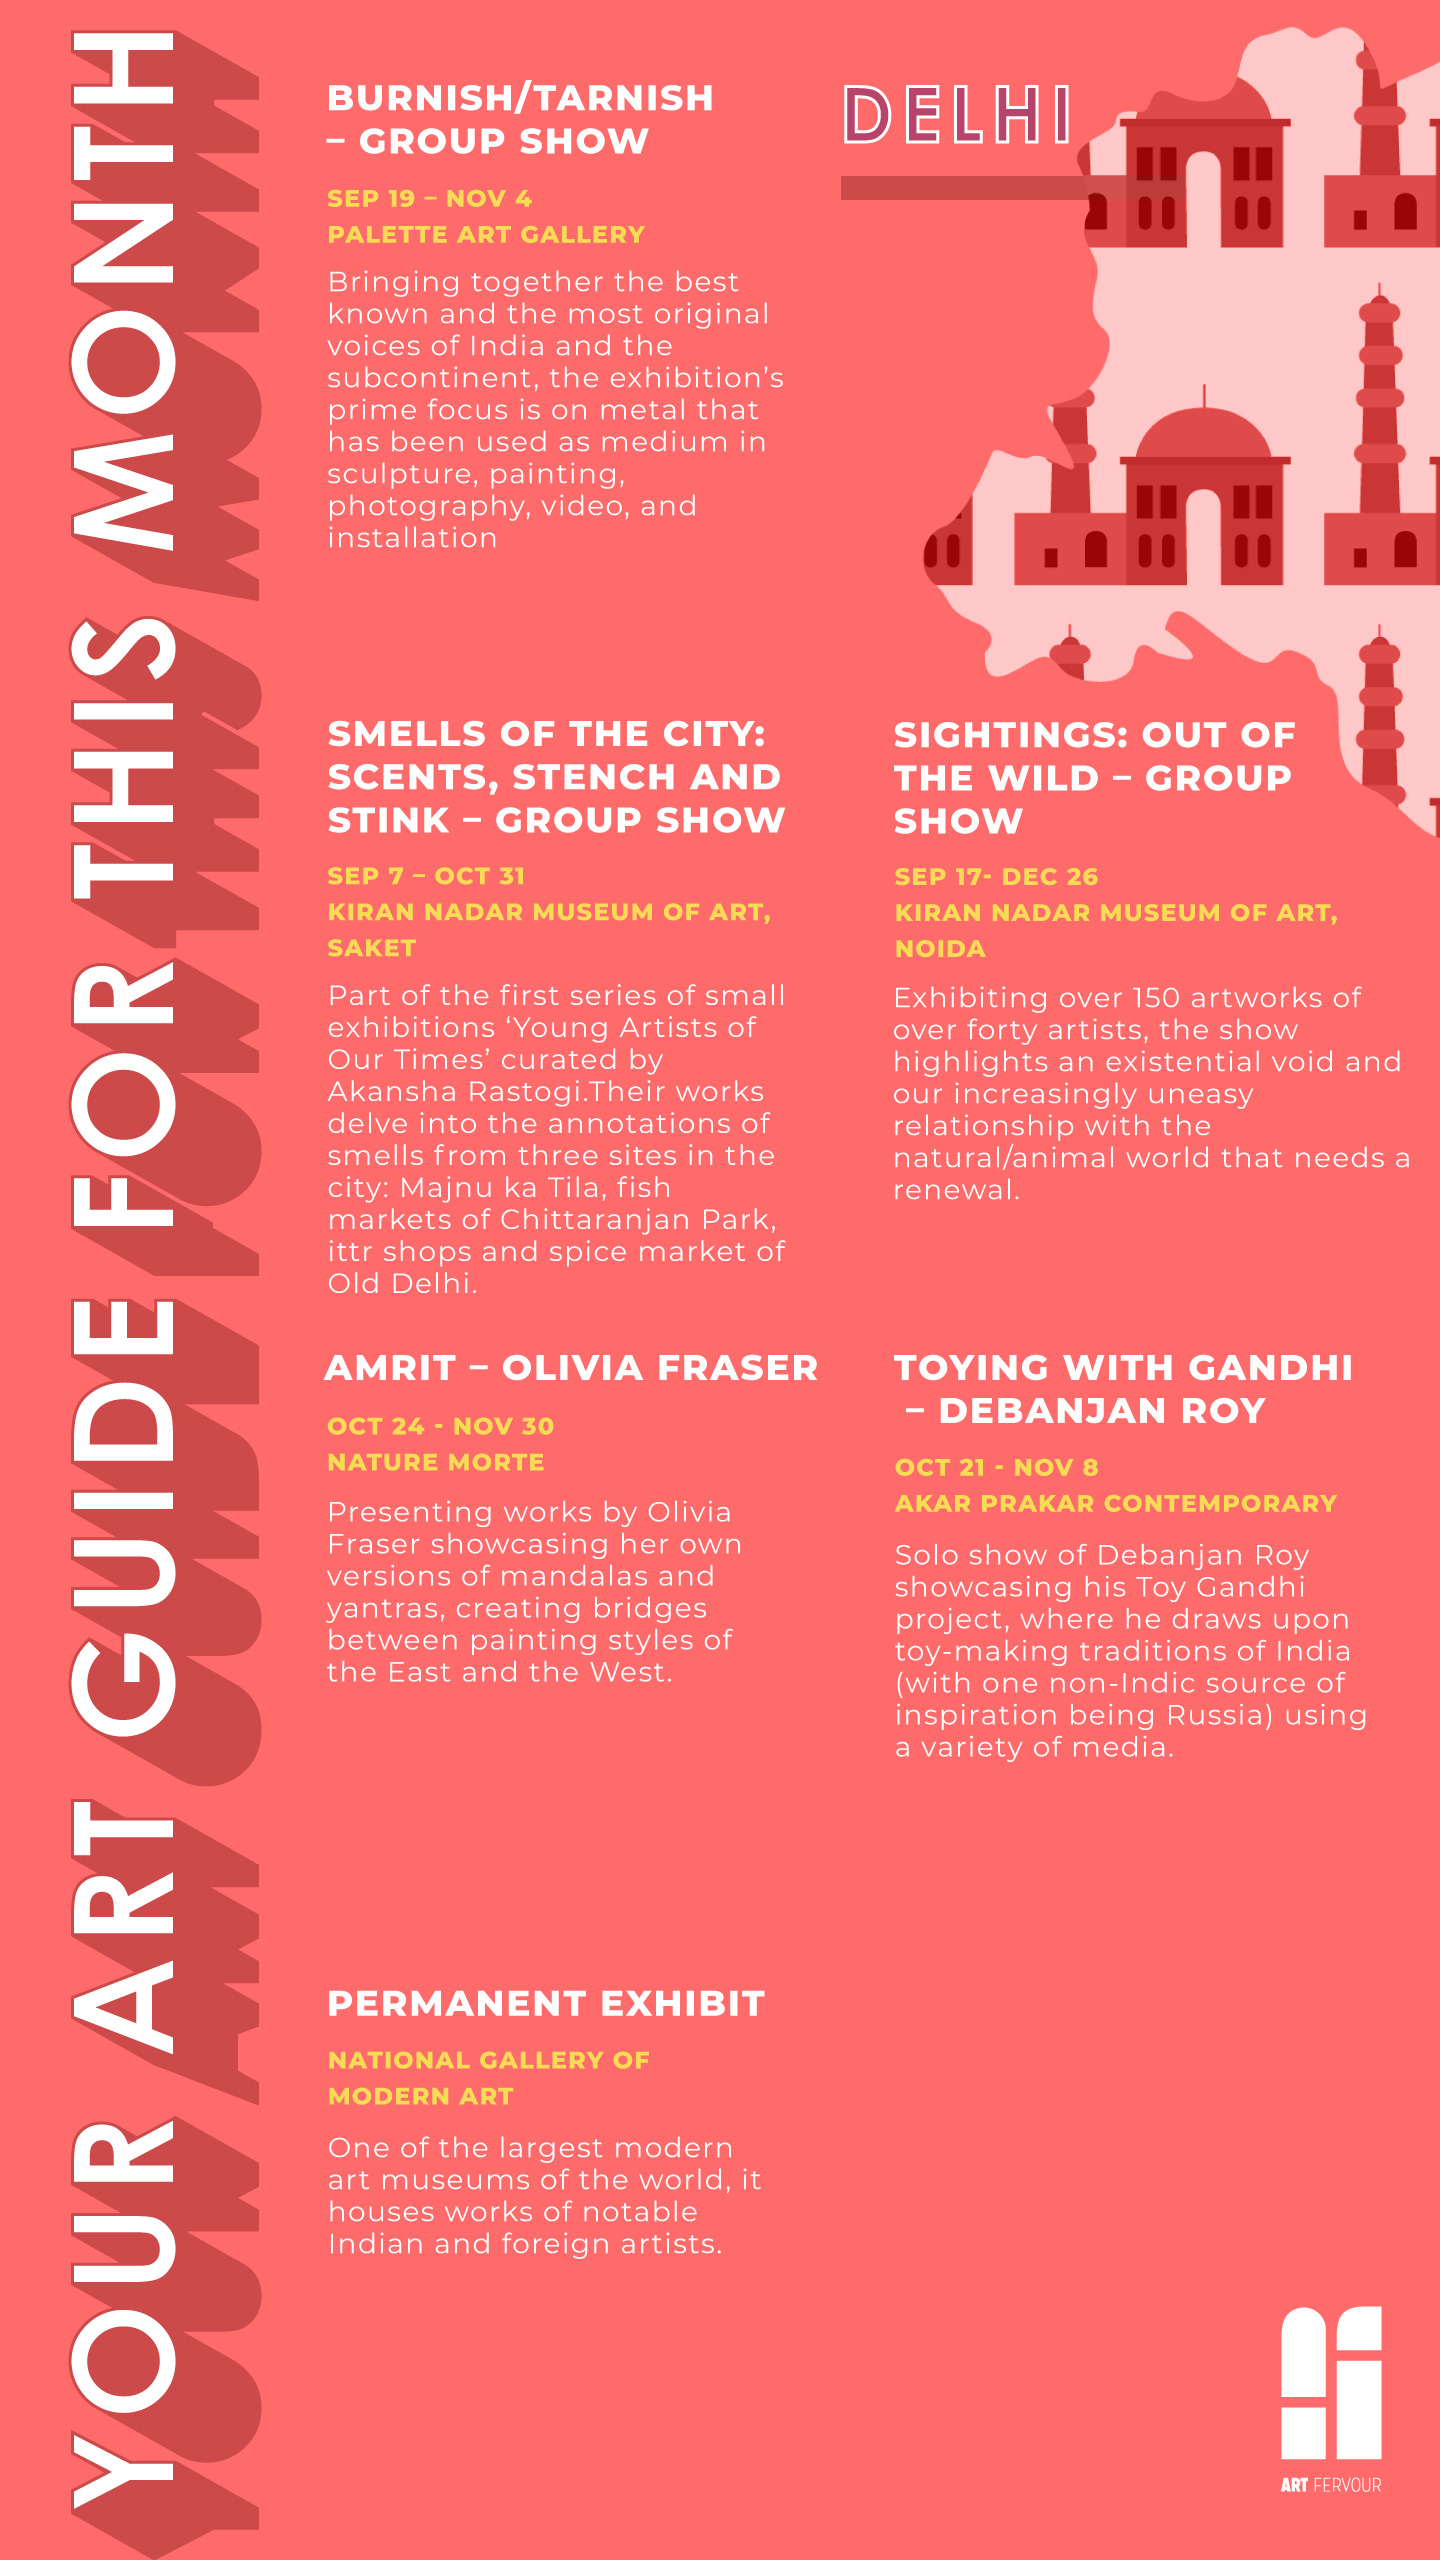 YOUR ART GUIDE FOR THIS MONTH
DELHI
BURNISH/TARNISH
– GROUP SHOW
SEP 19 – NOV 4
PALETTE ART GALLERY
Bringing together the best
known and the most original
voices of India and the
subcontinent, the exhibition’s
prime focus is on metal that
has been used as medium in
sculpture, painting,
photography, video, and
installation
SMELLS OF THE CITY:
SCENTS, STENCH AND
STINK – GROUP SHOW
SEP 7 – OCT 31
KIRAN NADAR MUSEUM OF ART,
SAKET
Part of the first series of small
exhibitions ‘Young Artists of
Our Times’ curated by
Akansha Rastogi.Their works
delve into the annotations of
smells from three sites in the
city: Majnu ka Tila, fish
markets of Chittaranjan Park,
ittr shops and spice market of
Old Delhi.
SIGHTINGS: OUT OF
THE WILD – GROUP
SHOW
SEP 17- DEC 26
KIRAN NADAR MUSEUM OF ART,
NOIDA
Exhibiting over 150 artworks of
over forty artists, the show
highlights an existential void and
our increasingly uneasy
relationship with the
natural/animal world that needs a
renewal.
AMRIT – OLIVIA FRASER
OCT 24 - NOV 30
NATURE MORTE
Presenting works by Olivia
Fraser showcasing her own
versions of mandalas and
yantras, creating bridges
between painting styles of
the East and the West.
TOYING WITH GANDHI
– DEBANJAN ROY
OCT 21 - NOV 8
AKAR PRAKAR CONTEMPORARY
Solo show of Debanjan Roy
showcasing his Toy Gandhi
project, where he draws upon
toy-making traditions of India
(with one non-Indic source of
inspiration being Russia) using
a variety of media.
PERMANENT EXHIBIT
NATIONAL GALLERY OF
MODERN ART
One of the largest modern
art museums of the world, it
houses works of notable
Indian and foreign artists.
ART FERVOUR